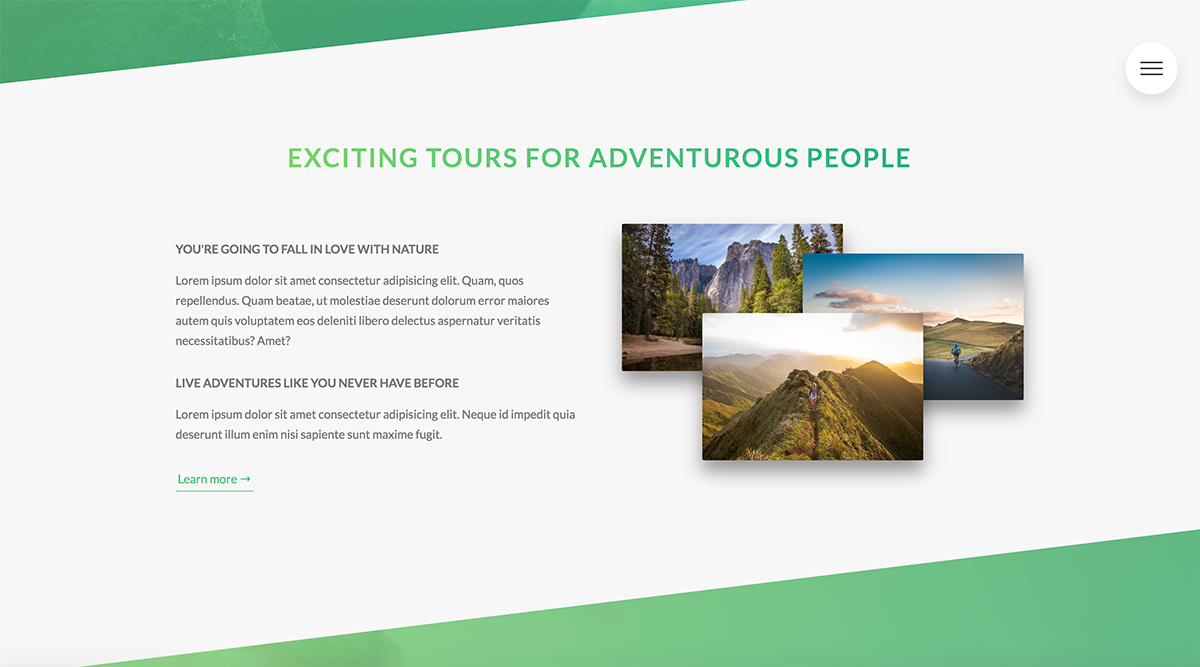 EXCITING TOURS FOR ADVENTUROUS PEOPLE
YOU'RE GOING TO FALL IN LOVE WITH NATURE
Lorem ipsum dolor sit amet consectetur adipisicing elit. Quam, quos
repellendus. Quam beatae, ut molestiae deserunt dolorum error maiores
autem quis voluptatem eos deleniti libero delectus aspernatur veritatis
necessitatibus? Amet?
LIVE ADVENTURES LIKE YOU NEVER HAVE BEFORE
Lorem ipsum dolor sit amet consectetur adipisicing elit. Neque id impedit quia
deserunt illum enim nisi sapiente sunt maxime fugit.
Learn more →